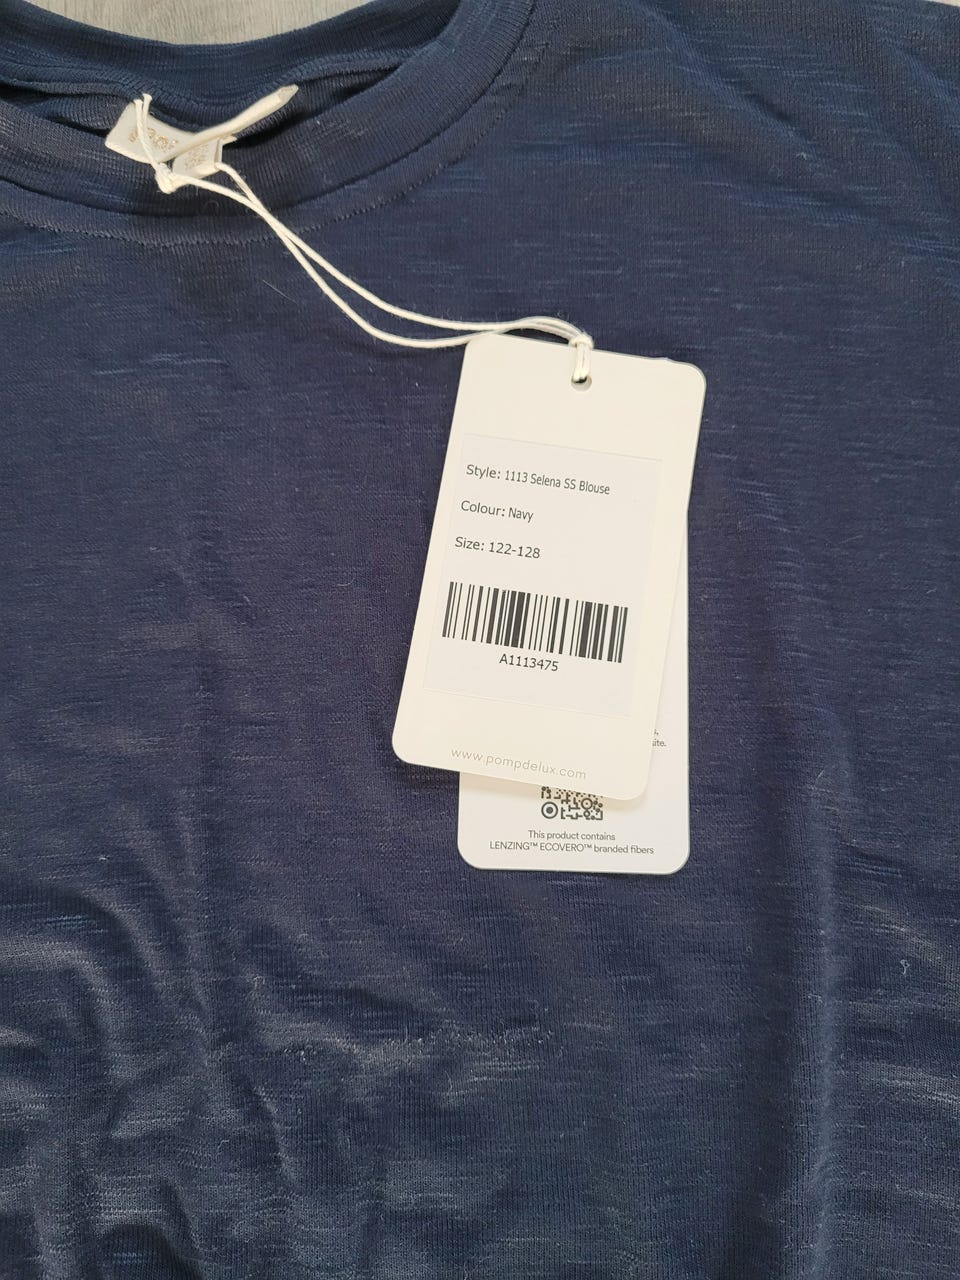 Style: 1113 Selena SS Blouse
Colour: Navy
Size: 122-128
A1113475
www.pompdelux.com
This product contains
LENZING™ ECOVERO™ branded fibers